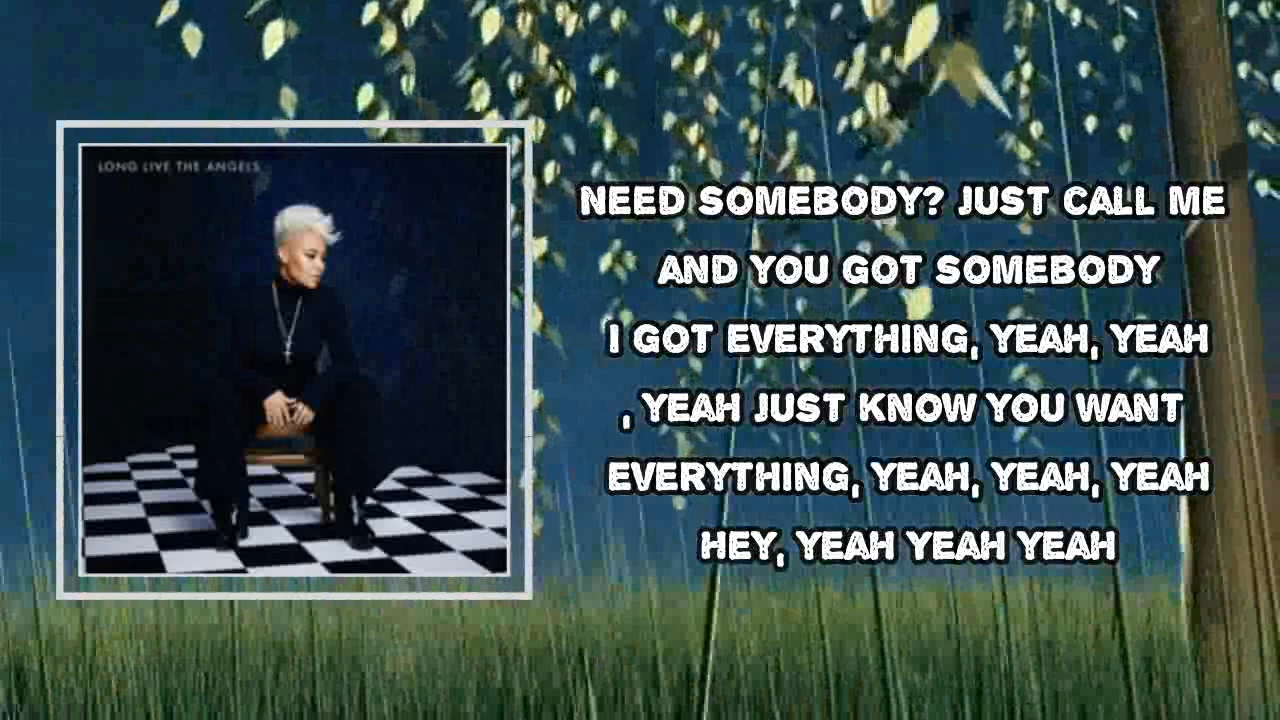 LONG LIVE THE ANGELS
NEED SOMEBODY? JUST CALL ME
AND YOU GOT SOMEBODY
I GOT EVERYTHING, YEAH, YEAH
, YEAH JUST KNOW YOU WANT
EVERYTHING, YEAH, YEAH, YEAH
HEY, YEAH YEAH YEAH